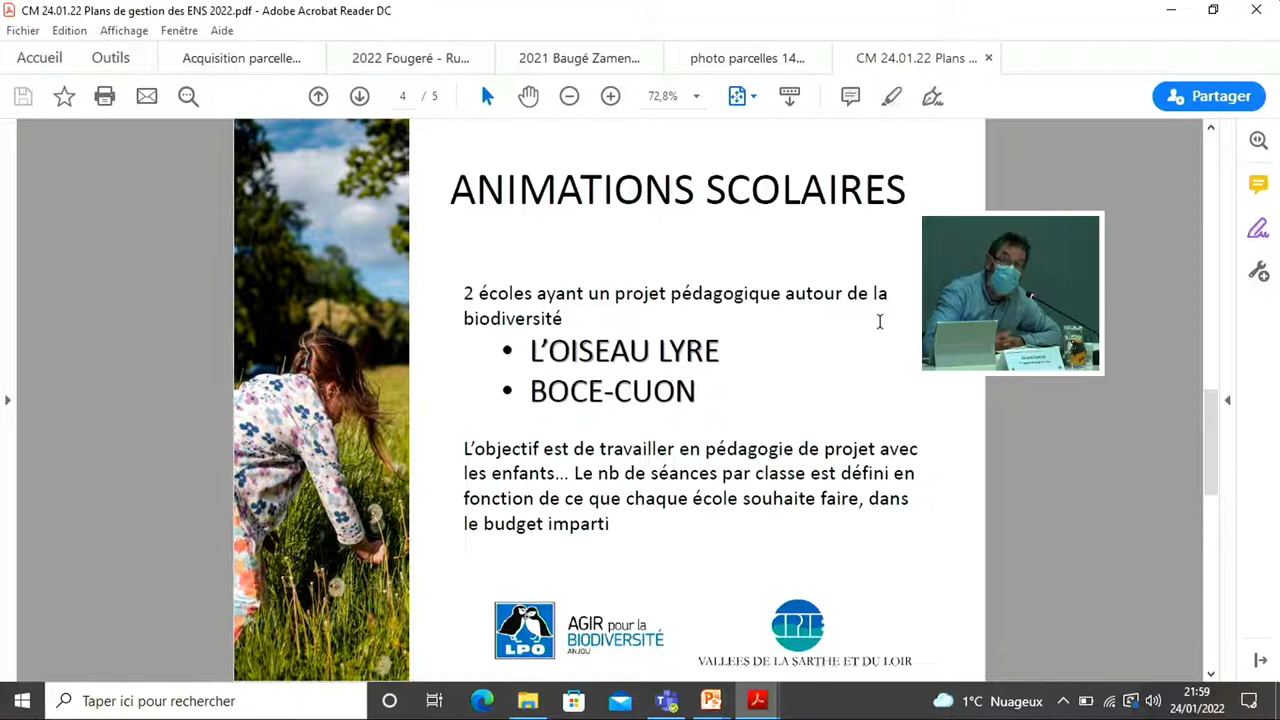 CM 24.01.22 Plans de gestion des ENS 2022.pdf - Adobe Acrobat Reader DC
Fichier Edition Affichage Fenêtre Aide
Accueil Outils Acquisition parcelle... 2022 Fougeré - Ru... 2021 Baugé Zamen... photo parcelles 14... CM 24.01.22 Plans ...
4 / 5 72,8% Partager
ANIMATIONS SCOLAIRES
2 écoles ayant un projet pédagogique autour de la
biodiversité
• L’OISEAU LYRE
• BOCE-CUON
L’objectif est de travailler en pédagogie de projet avec
les enfants... Le nb de séances par classe est défini en
fonction de ce que chaque école souhaite faire, dans
le budget imparti
LPO
AGIR pour la
BIODIVERSITÉ
ANJOU
CPIE
VALLEES DE LA SARTHE ET DU LOIR
Taper ici pour rechercher
1°C Nuageux
21:59
24/01/2022